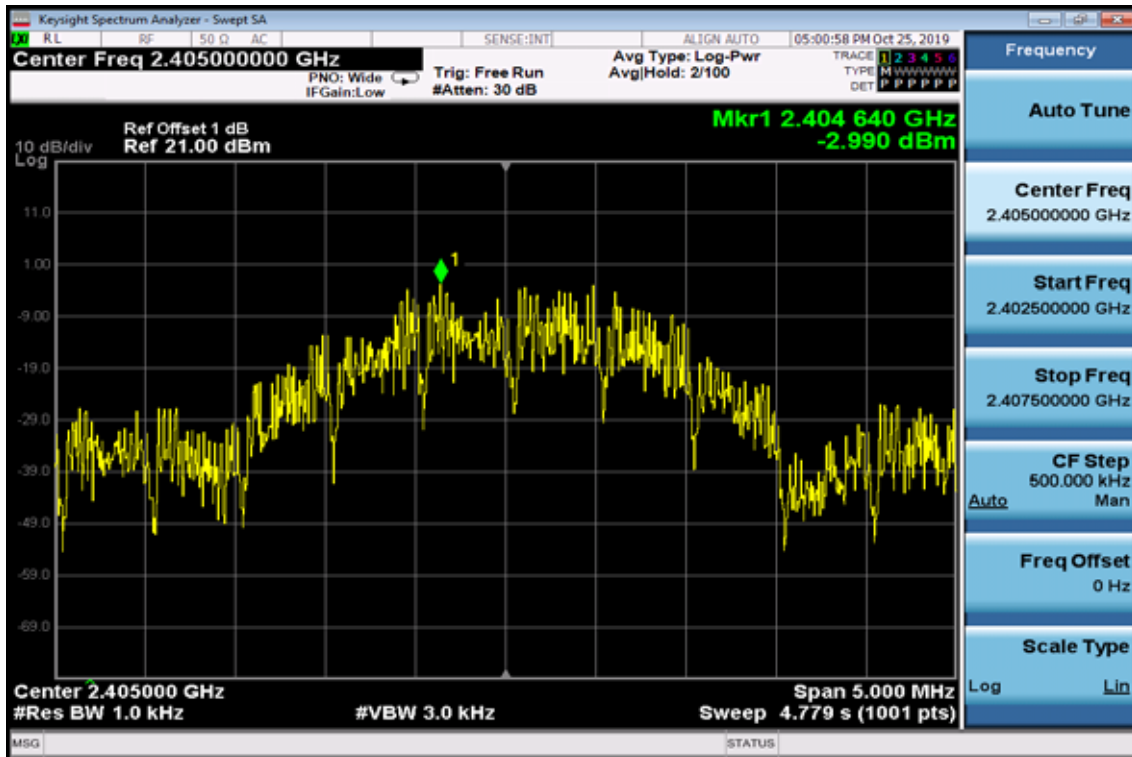 Keysight Spectrum Analyzer - Swept SA
RL RF 50 Ω AC SENSE:INT ALIGN AUTO 05:00:58 PM Oct 25, 2019
Center Freq 2.405000000 GHz
PNO: Wide
IFGain:Low
Trig: Free Run
#Atten: 30 dB
Avg Type: Log-Pwr
Avg|Hold: 2/100
TRACE 1 2 3 4 5 6
TYPE M W W W W W
DET P P P P P P
Ref Offset 1 dB
10 dB/div Ref 21.00 dBm
Log
Mkr1 2.404 640 GHz
-2.990 dBm
1
11.0
1.00
-9.00
-19.0
-29.0
-39.0
-49.0
-59.0
-69.0
Center 2.405000 GHz Span 5.000 MHz
#Res BW 1.0 kHz #VBW 3.0 kHz Sweep 4.779 s (1001 pts)
MSG STATUS
Frequency
Auto Tune
Center Freq
2.405000000 GHz
Start Freq
2.402500000 GHz
Stop Freq
2.407500000 GHz
CF Step
500.000 kHz
Auto Man
Freq Offset
0 Hz
Scale Type
Log Lin